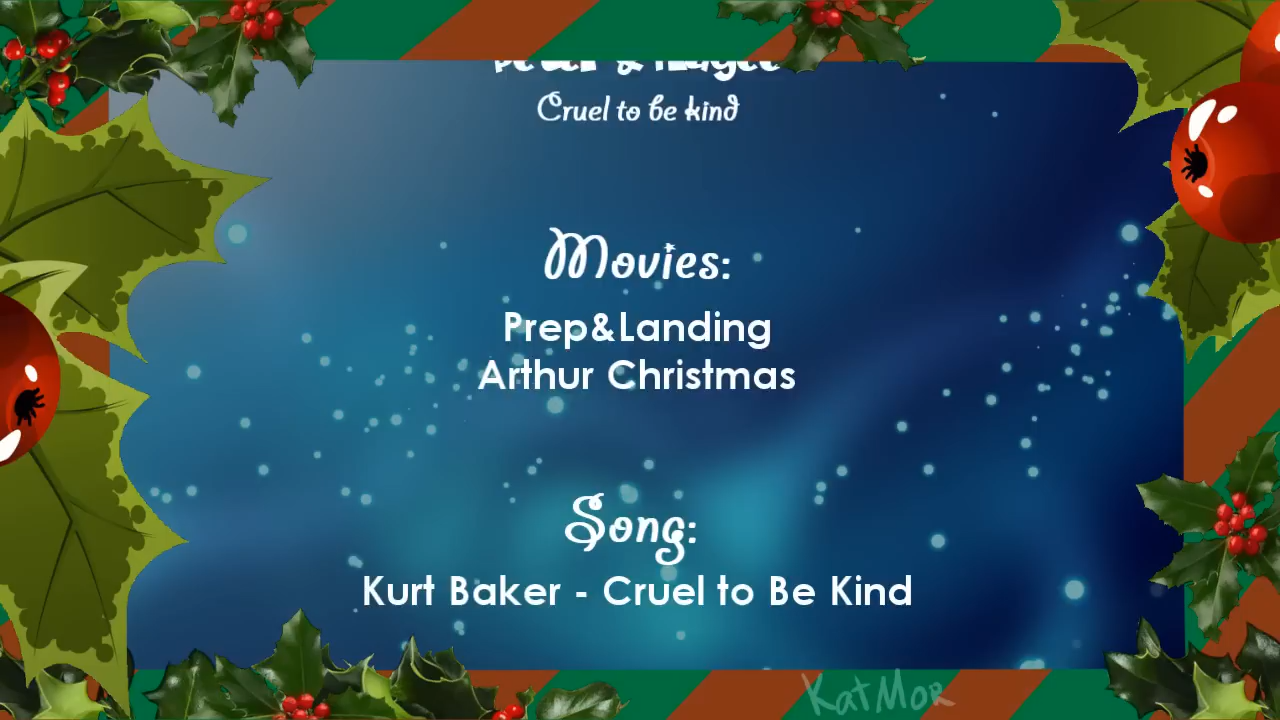 Cruel to be kind
Movies:
Prep&Landing
Arthur Christmas
Song:
Kurt Baker - Cruel to Be Kind
KatMor